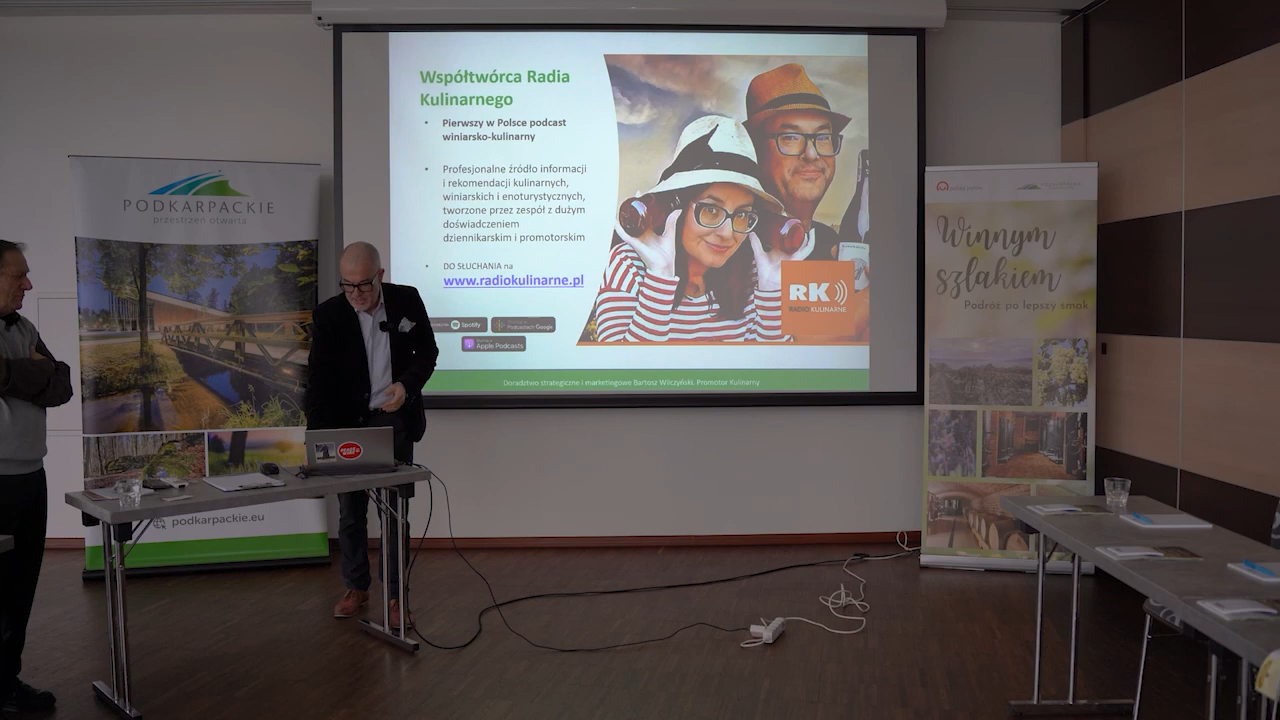 Współtwórca Radia
Kulinarnego
• Pierwszy w Polsce podcast
winiarsko-kulinarny
• Profesjonalne źródło informacji
i rekomendacji kulinarnych,
winiarskich i enoturystycznych,
tworzone przez zespół z dużym
doświadczeniem
dziennikarskim i promotorskim
• DO SŁUCHANIA na
www.radiokulinarne.pl
Spotify
Podcastach Google
Apple Podcasts
RK
RADIO KULINARNE
Doradztwo strategiczne i marketingowe Bartosz Wilczyński. Promotor Kulinarny
PODKARPACKIE
przestrzeń otwarta
podkarpackie.eu
Winnym
szlakiem
Podróż po lepszy smak